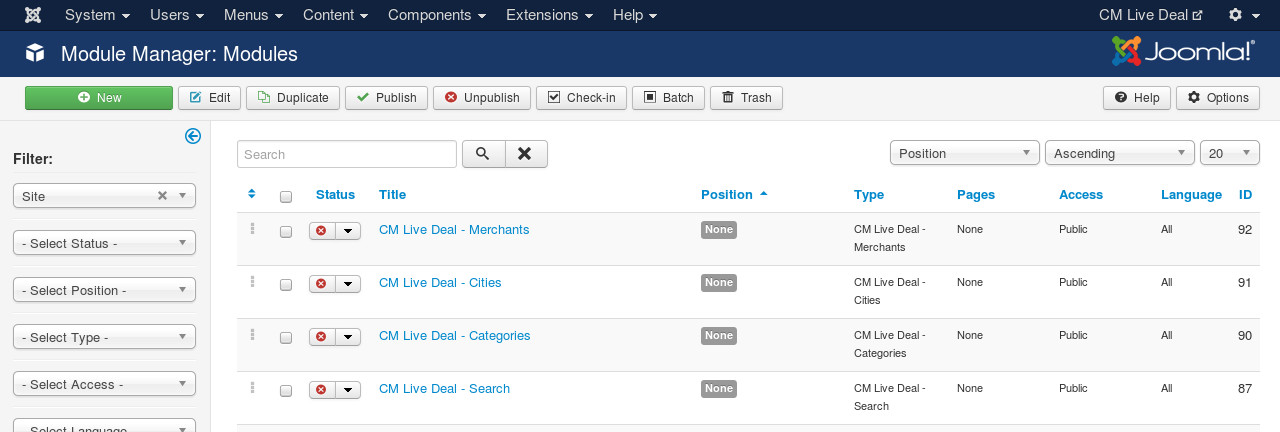 System Users Menus Content Components Extensions Help CM Live Deal
Module Manager: Modules Joomla!®
New Edit Duplicate Publish Unpublish Check-in Batch Trash Help Options
Filter:
Search Position Ascending 20
Site
Status Title Position Type Pages Access Language ID
- Select Status -
CM Live Deal - Merchants None CM Live Deal - None Public All 92
Merchants
- Select Position -
CM Live Deal - Cities None CM Live Deal - None Public All 91
Cities
- Select Type -
CM Live Deal - Categories None CM Live Deal - None Public All 90
Categories
- Select Access -
CM Live Deal - Search None CM Live Deal - None Public All 87
Search
- Select Language